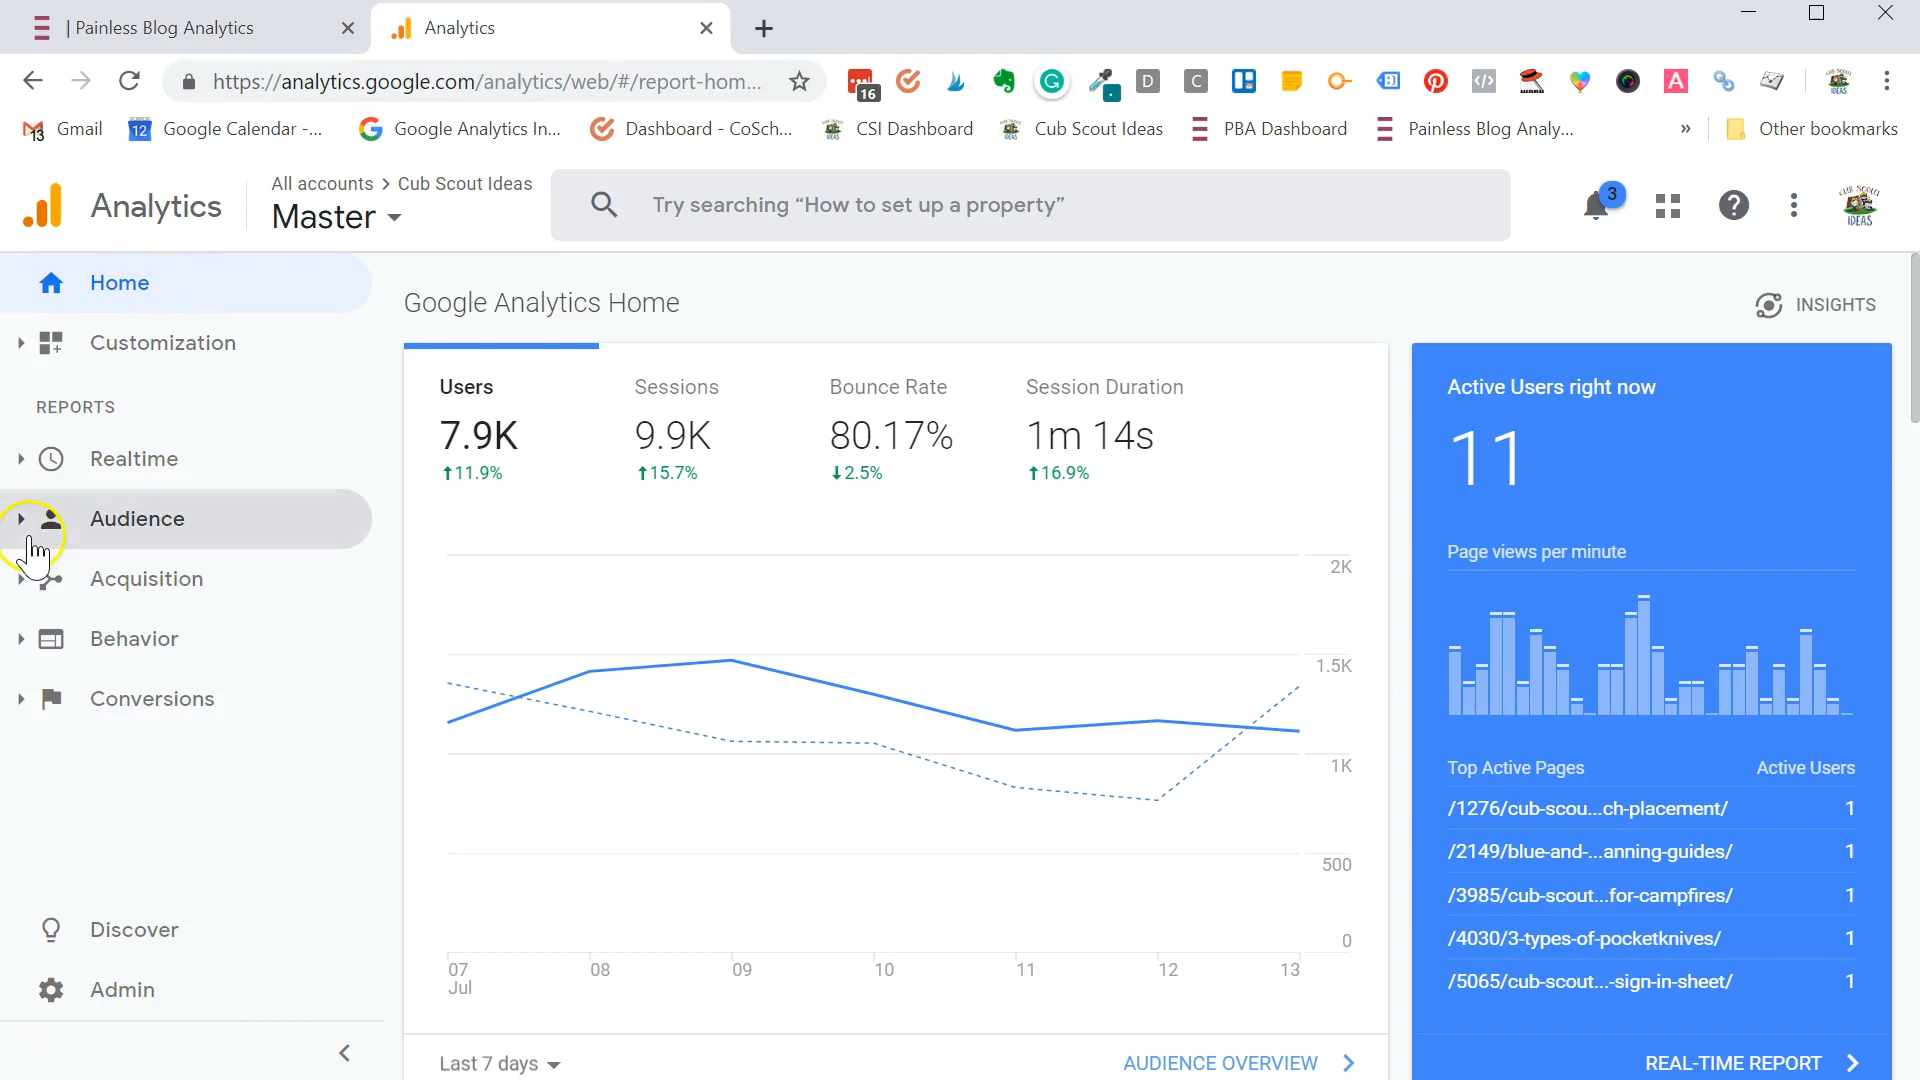 | Painless Blog Analytics
Analytics
https://analytics.google.com/analytics/web/#/report-hom...
16
D
C
A
13
Gmail
12
Google Calendar -...
Google Analytics In...
Dashboard - CoSch...
CSI Dashboard
Cub Scout Ideas
PBA Dashboard
Painless Blog Analy...
»
Other bookmarks
Analytics
All accounts > Cub Scout Ideas
Master
Try searching “How to set up a property”
3
CUB SCOUT
IDEAS
Home
Customization
REPORTS
Realtime
Audience
Acquisition
Behavior
Conversions
Discover
Admin
Google Analytics Home
INSIGHTS
Users
7.9K
11.9%
Sessions
9.9K
15.7%
Bounce Rate
80.17%
2.5%
Session Duration
1m 14s
16.9%
2K
1.5K
1K
500
0
07
Jul
08
09
10
11
12
13
Last 7 days
AUDIENCE OVERVIEW
Active Users right now
11
Page views per minute
Top Active Pages Active Users
/1276/cub-scou...ch-placement/ 1
/2149/blue-and-...anning-guides/ 1
/3985/cub-scout...for-campfires/ 1
/4030/3-types-of-pocketknives/ 1
/5065/cub-scout...-sign-in-sheet/ 1
REAL-TIME REPORT